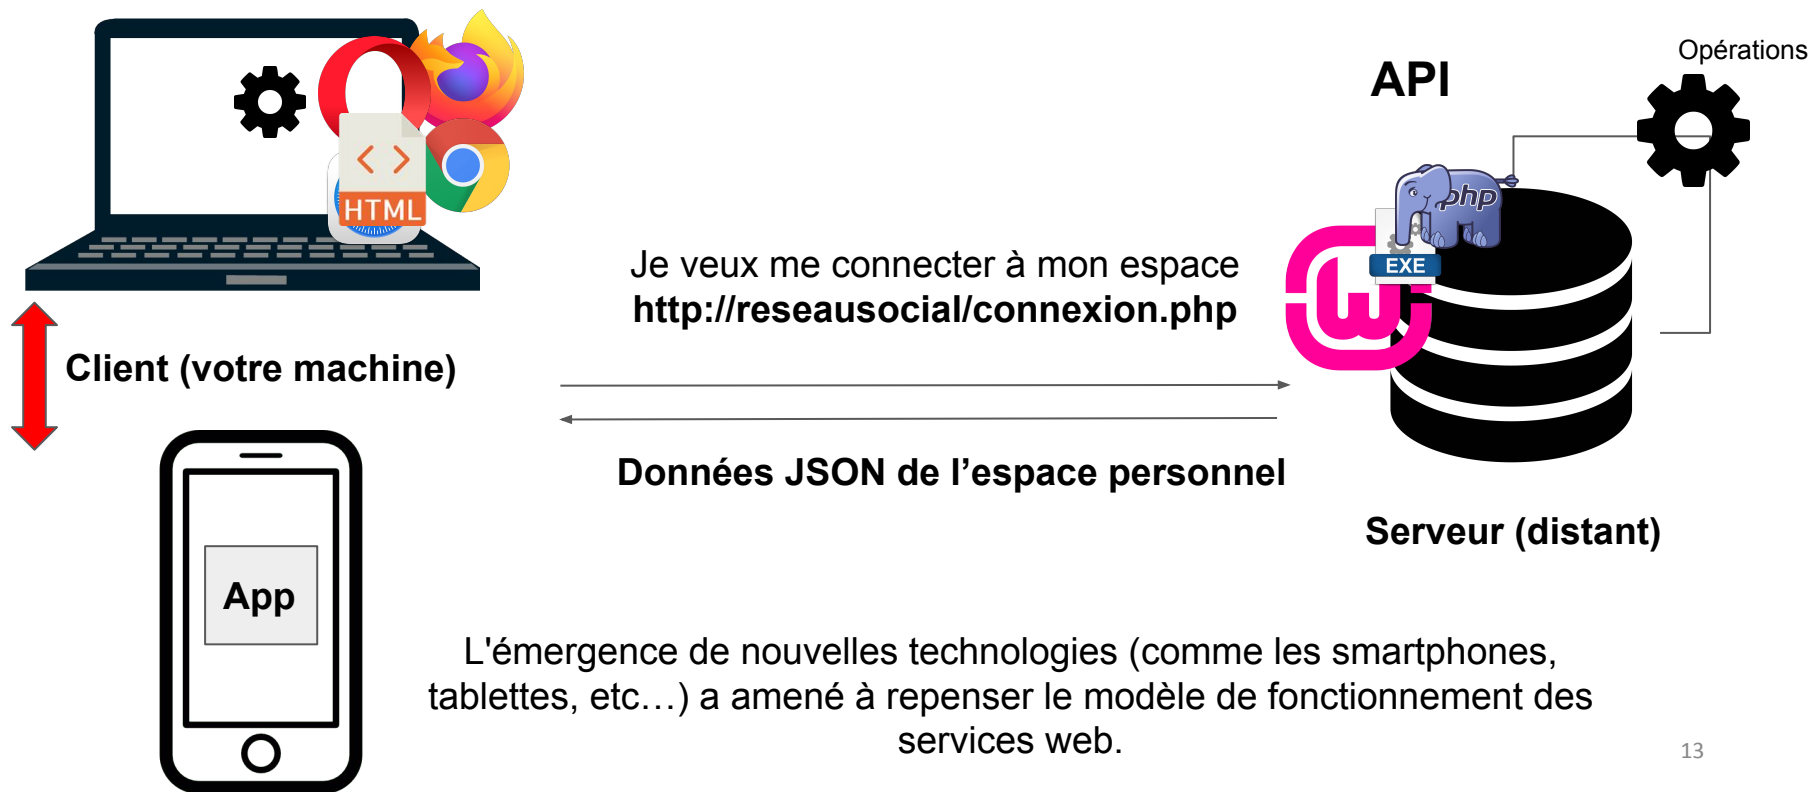 Opérations
API
php
HTML
EXE
Je veux me connecter à mon espace
http://reseausocial/connexion.php
Client (votre machine)
Données JSON de l’espace personnel
Serveur (distant)
App
L'émergence de nouvelles technologies (comme les smartphones,
tablettes, etc…) a amené à repenser le modèle de fonctionnement des
services web.
13